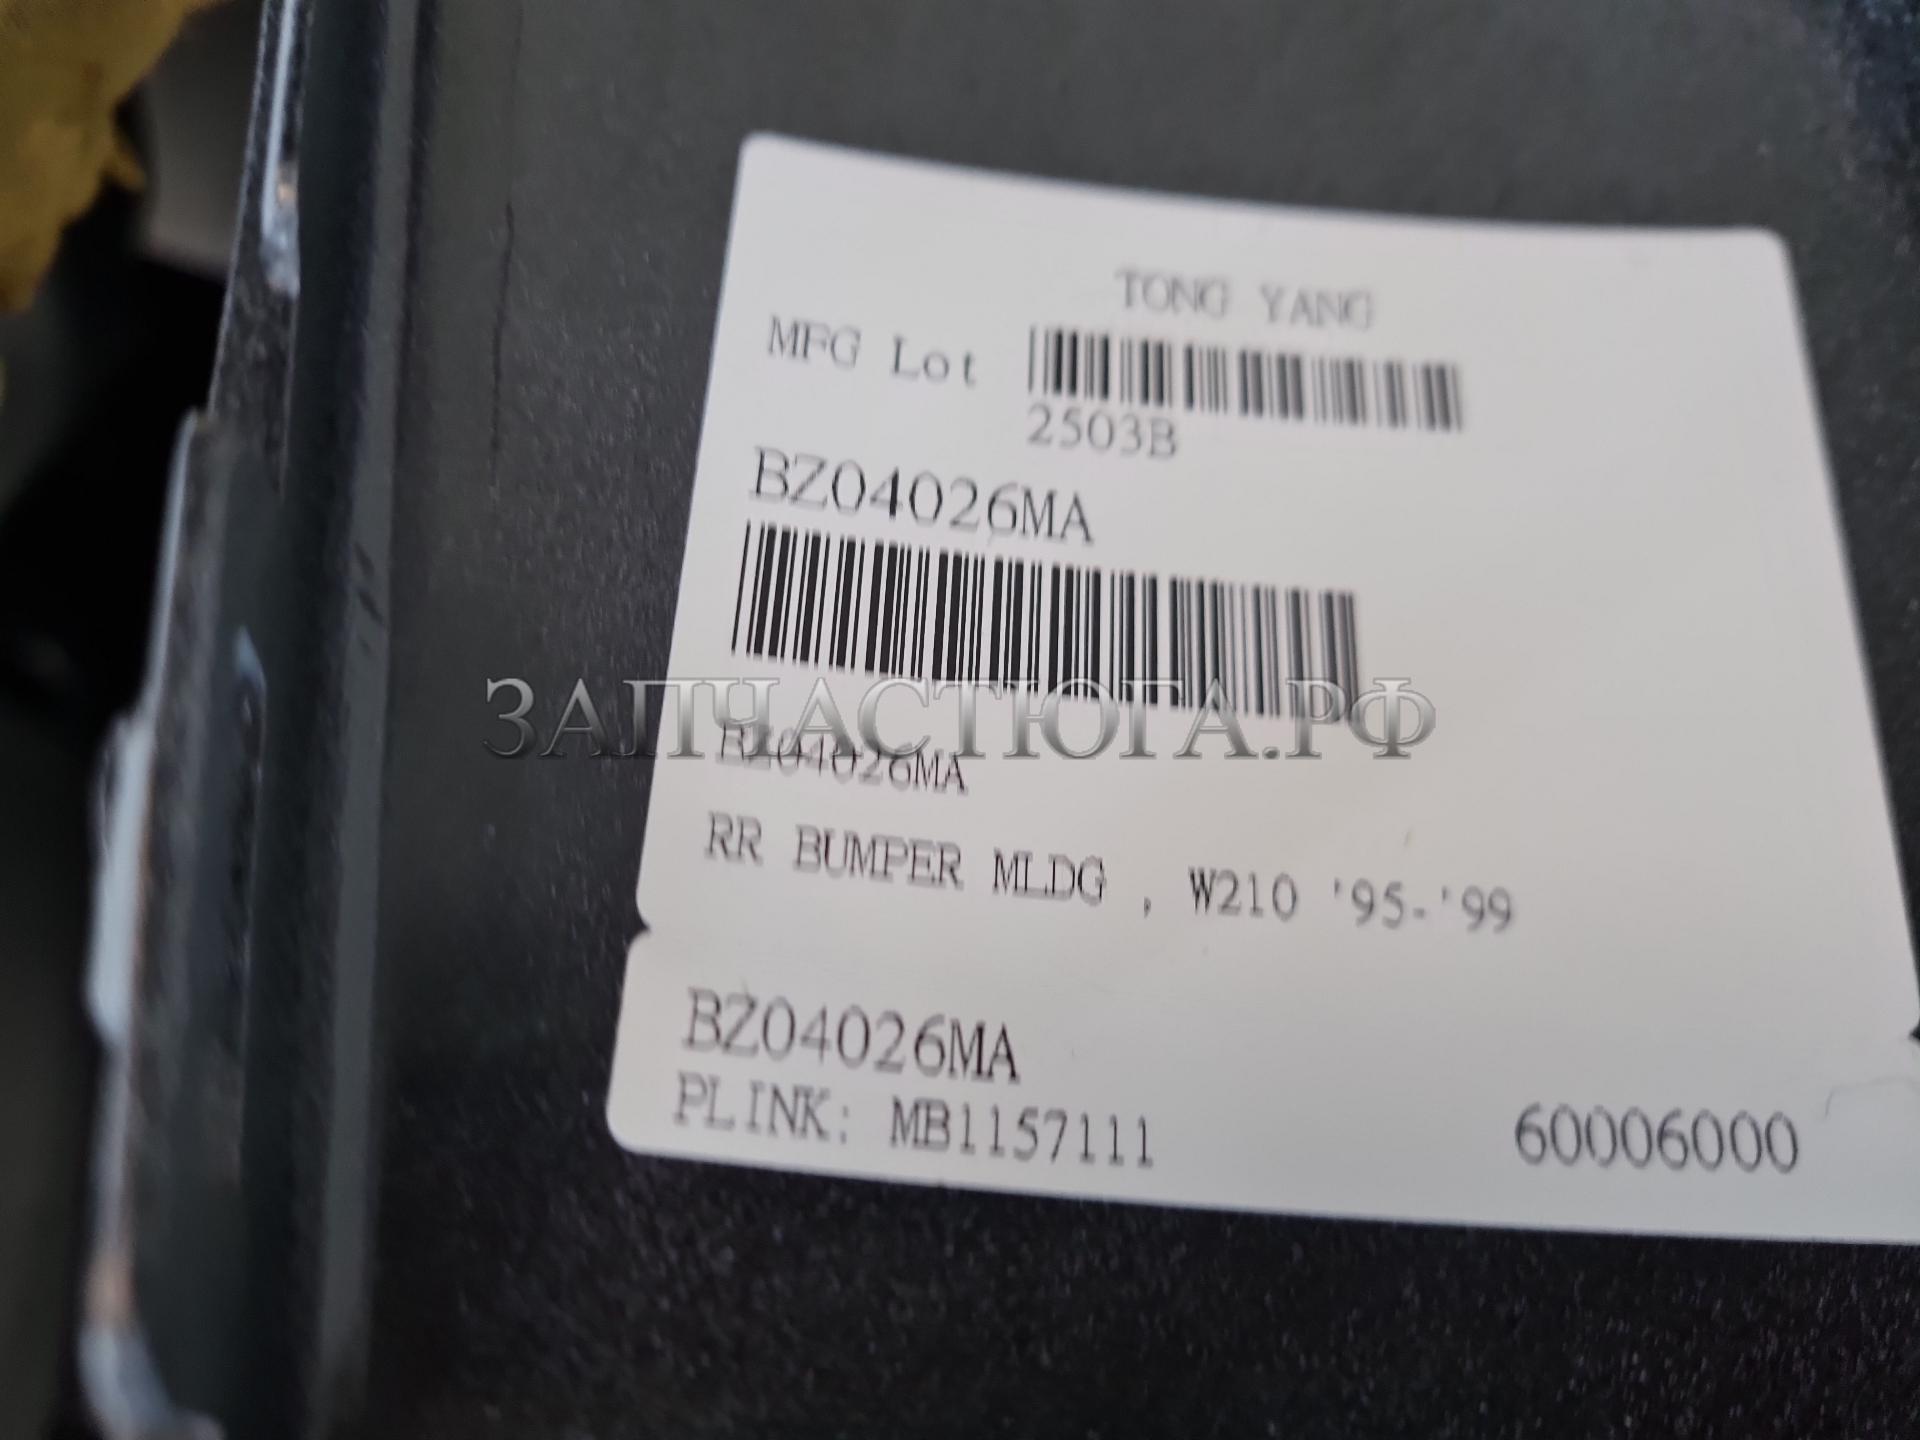 TONG YANG
MFG Lot
2503B
BZ04026MA
ЗАПЧАСТЮГА.РФ
BZ04026MA
RR BUMPER MLDG , W210 '95-'99
BZ04026MA
PLINK: MB1157111 60006000